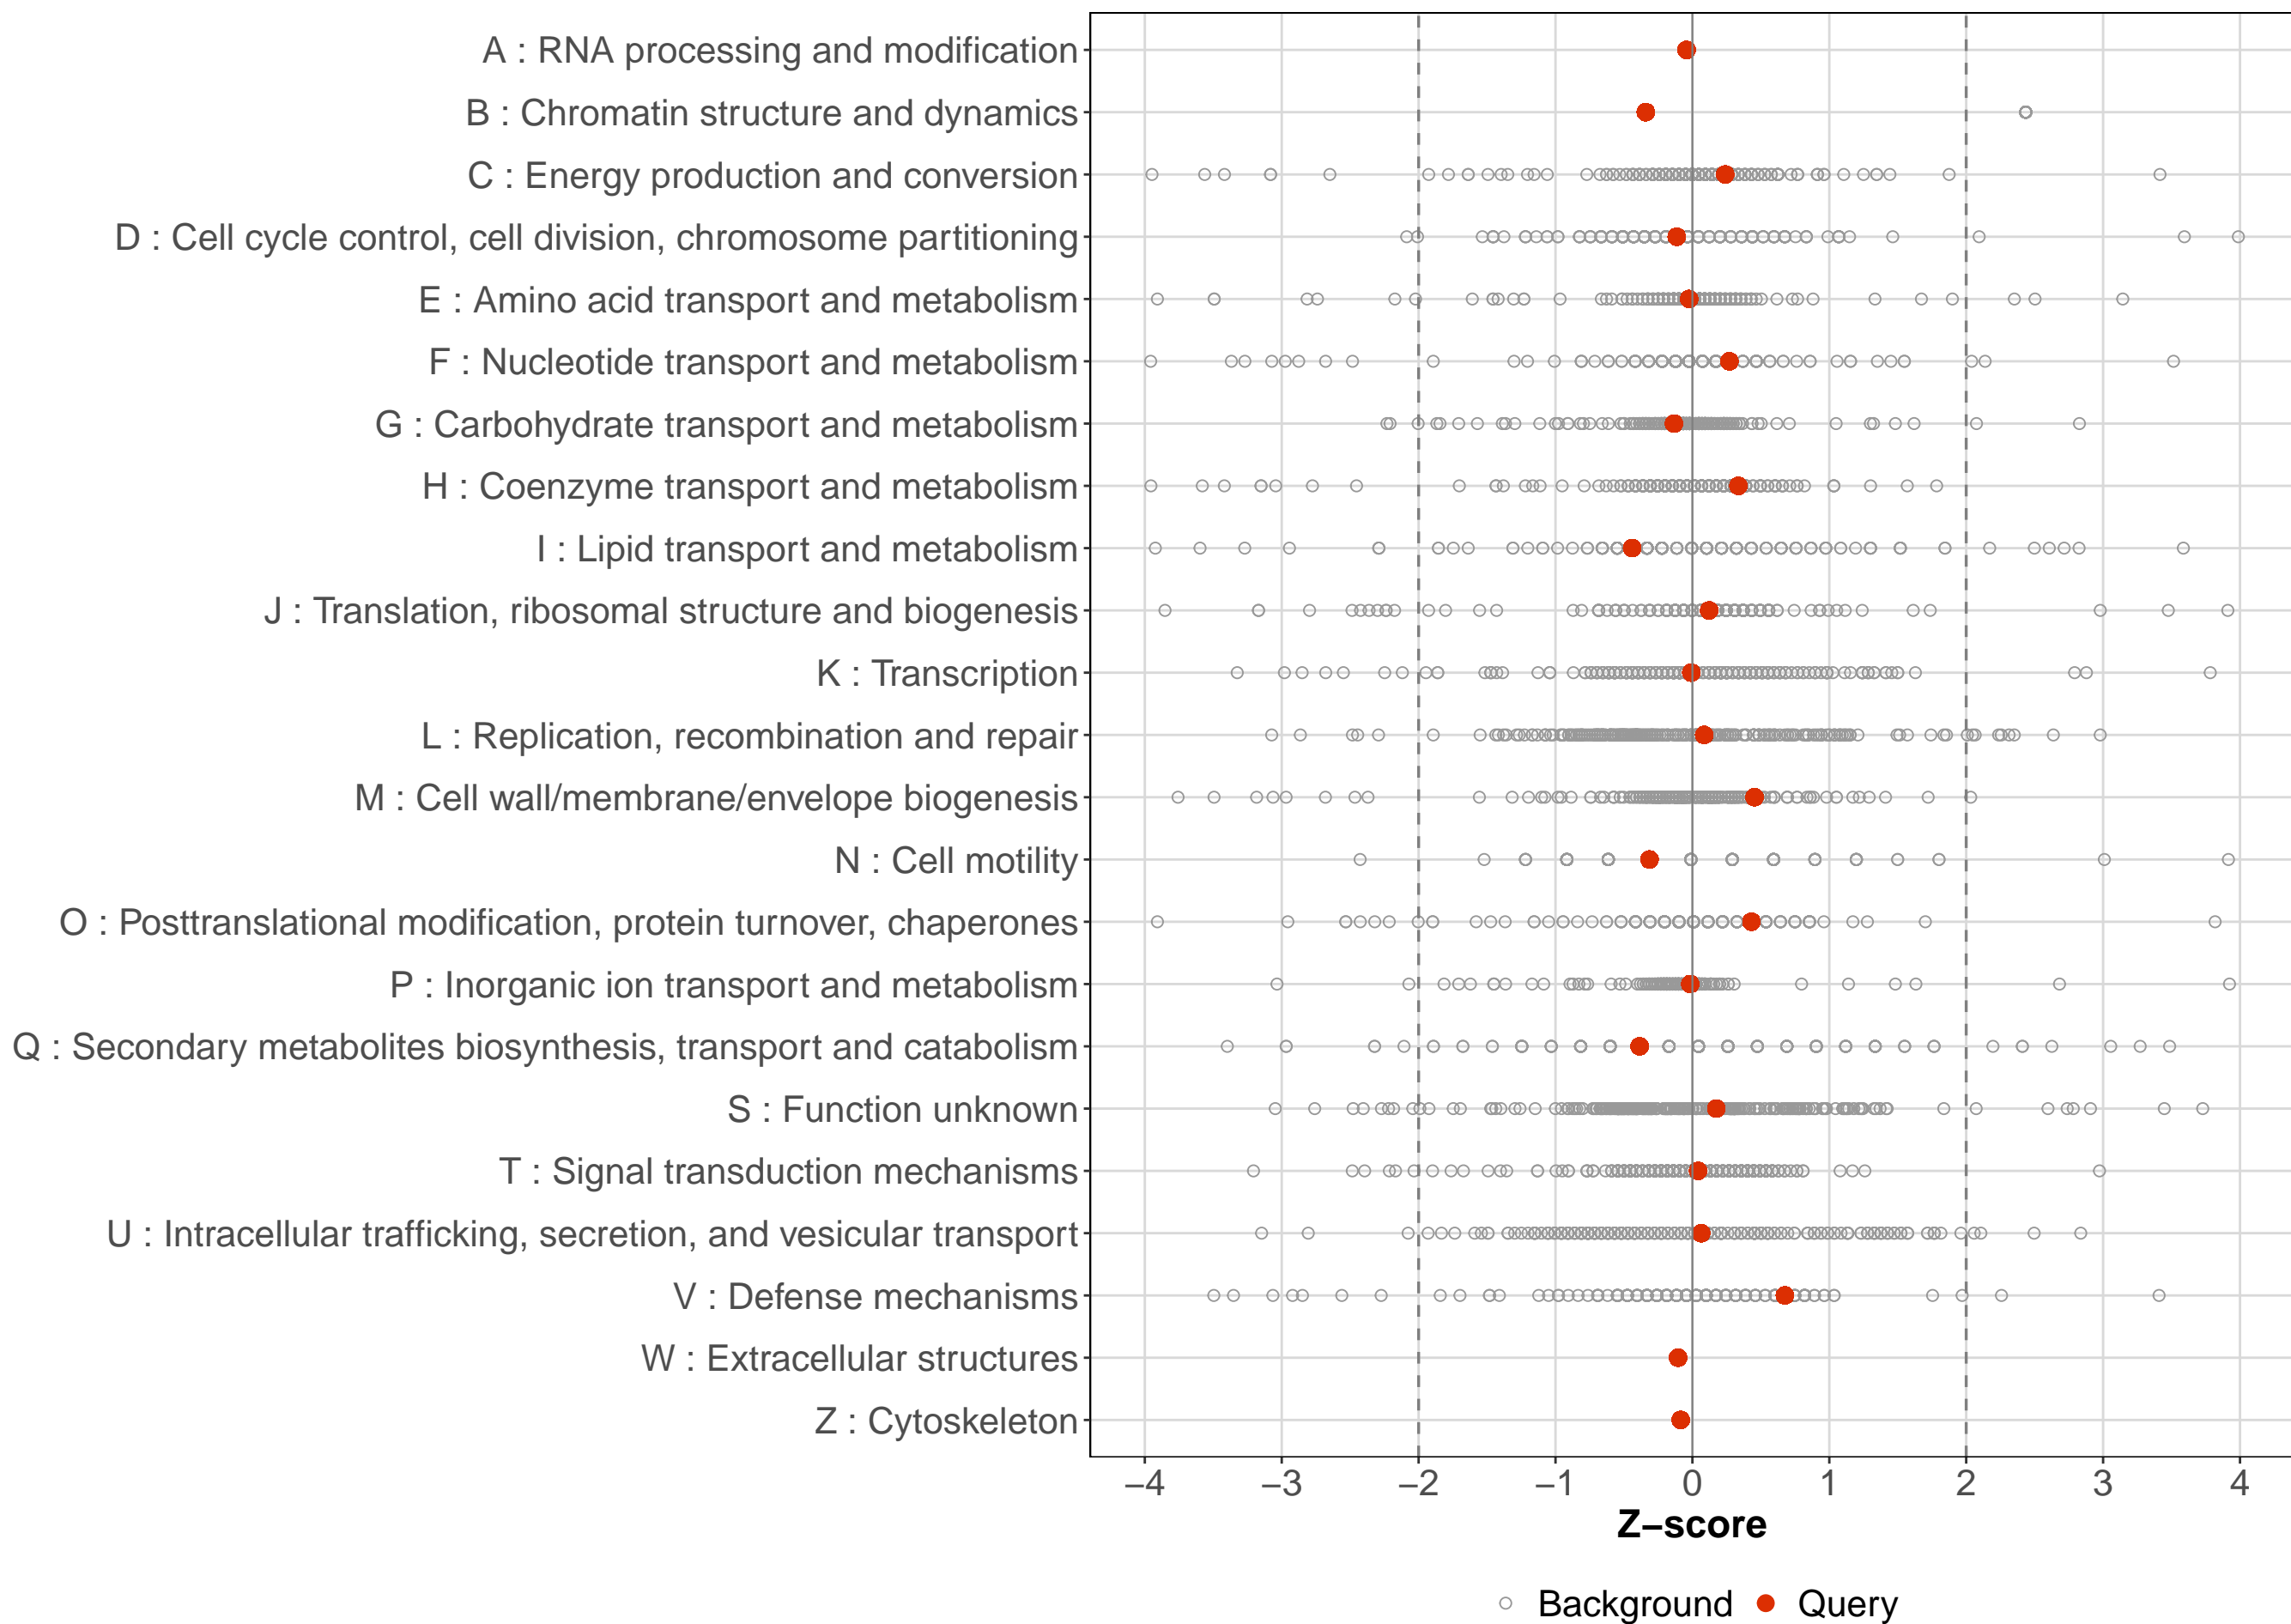 A : RNA processing and modification
B : Chromatin structure and dynamics
C : Energy production and conversion
D : Cell cycle control, cell division, chromosome partitioning
E : Amino acid transport and metabolism
F : Nucleotide transport and metabolism
G : Carbohydrate transport and metabolism
H : Coenzyme transport and metabolism
I : Lipid transport and metabolism
J : Translation, ribosomal structure and biogenesis
K : Transcription
L : Replication, recombination and repair
M : Cell wall/membrane/envelope biogenesis
N : Cell motility
O : Posttranslational modification, protein turnover, chaperones
P : Inorganic ion transport and metabolism
Q : Secondary metabolites biosynthesis, transport and catabolism
S : Function unknown
T : Signal transduction mechanisms
U : Intracellular trafficking, secretion, and vesicular transport
V : Defense mechanisms
W : Extracellular structures
Z : Cytoskeleton
−4 −3 −2 −1 0 1 2 3 4
Z−score
Background Query